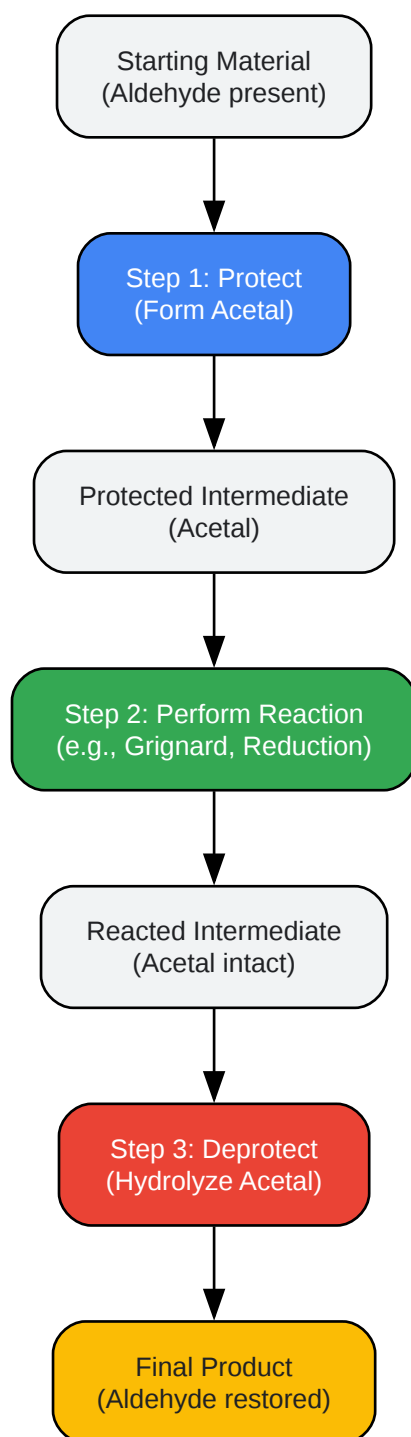 Starting Material
(Aldehyde present)
Step 1: Protect
(Form Acetal)
Protected Intermediate
(Acetal)
Step 2: Perform Reaction
(e.g., Grignard, Reduction)
Reacted Intermediate
(Acetal intact)
Step 3: Deprotect
(Hydrolyze Acetal)
Final Product
(Aldehyde restored)